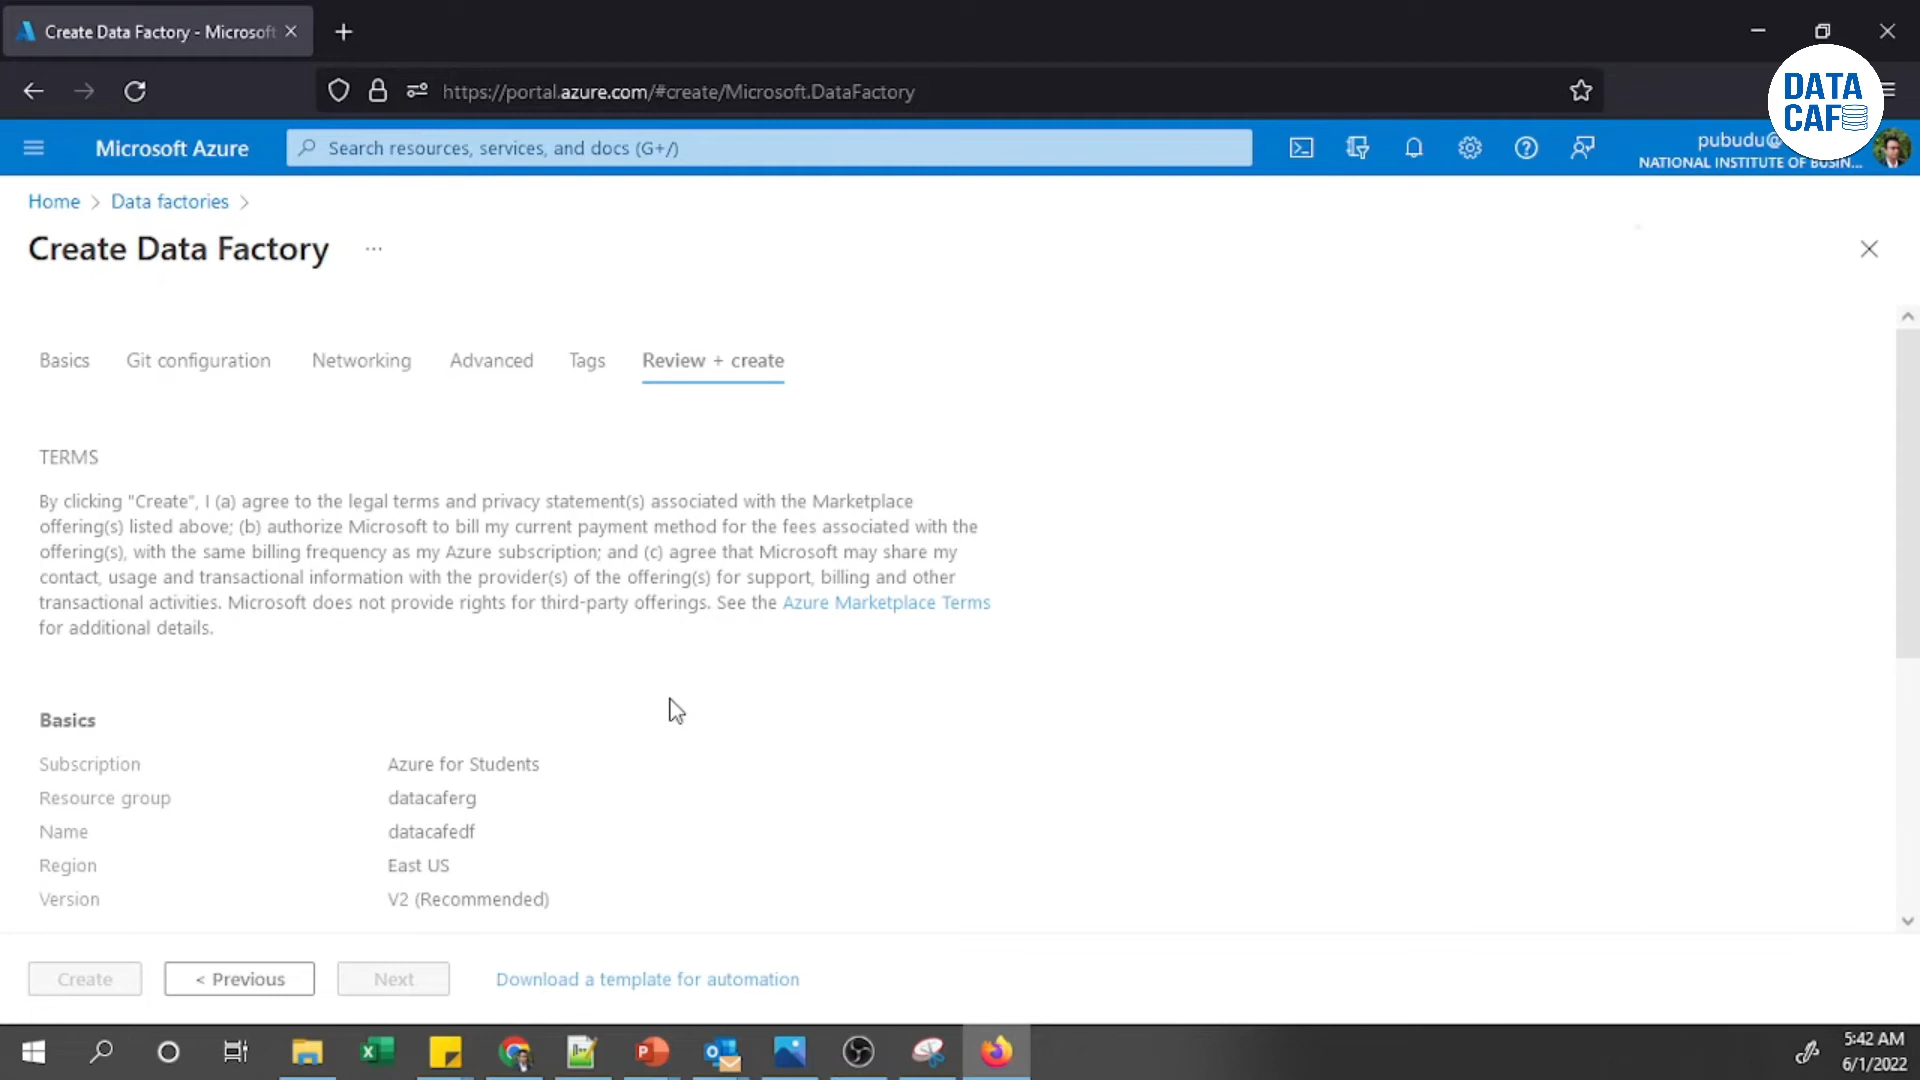 Create Data Factory - Microsoft
https://portal.azure.com/#create/Microsoft.DataFactory
DATA
CAF
Microsoft Azure
Search resources, services, and docs (G+/)
pubudu@
NATIONAL INSTITUTE OF BUSIN...
Home > Data factories >
Create Data Factory ...
Basics Git configuration Networking Advanced Tags Review + create
TERMS
By clicking "Create", I (a) agree to the legal terms and privacy statement(s) associated with the Marketplace
offering(s) listed above; (b) authorize Microsoft to bill my current payment method for the fees associated with the
offering(s), with the same billing frequency as my Azure subscription; and (c) agree that Microsoft may share my
contact, usage and transactional information with the provider(s) of the offering(s) for support, billing and other
transactional activities. Microsoft does not provide rights for third-party offerings. See the Azure Marketplace Terms
for additional details.
Basics
Subscription Azure for Students
Resource group datacaferg
Name datacafedf
Region East US
Version V2 (Recommended)
Create < Previous Next Download a template for automation
5:42 AM
6/1/2022